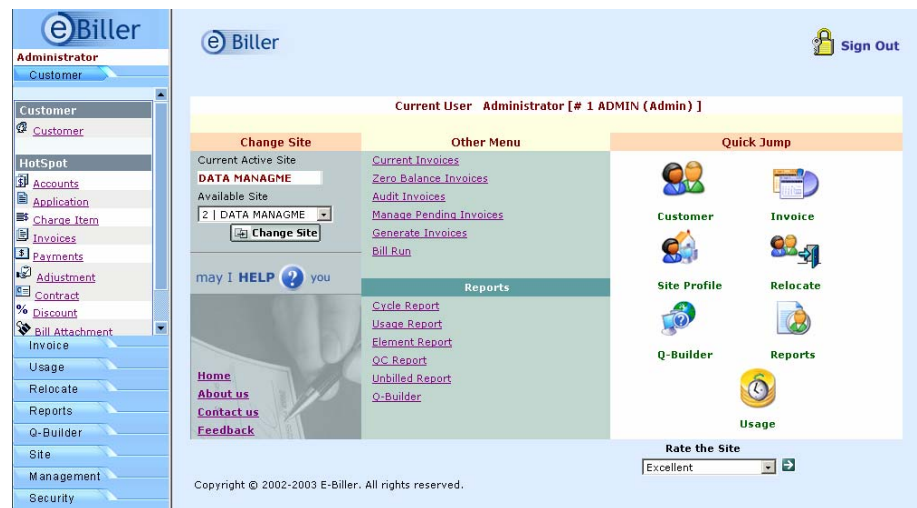 eBiller
Administrator
Customer
Customer
Customer
HotSpot
Accounts
Application
Charge Item
Invoices
Payments
Adjustment
Contract
Discount
Bill Attachment
Invoice
Usage
Relocate
Reports
Q-Builder
Site
Management
Security
e Biller
Sign Out
Current User Administrator [# 1 ADMIN (Admin) ]
Change Site
Current Active Site
DATA MANAGME
Available Site
2 | DATA MANAGME
Change Site
may I HELP ? you
Home
About us
Contact us
Feedback
Other Menu
Current Invoices
Zero Balance Invoices
Audit Invoices
Manage Pending Invoices
Generate Invoices
Bill Run
Reports
Cycle Report
Usage Report
Element Report
QC Report
Unbilled Report
Q-Builder
Quick Jump
Customer Invoice
Site Profile Relocate
Q-Builder Reports
Usage
Rate the Site
Excellent
Copyright © 2002-2003 E-Biller. All rights reserved.